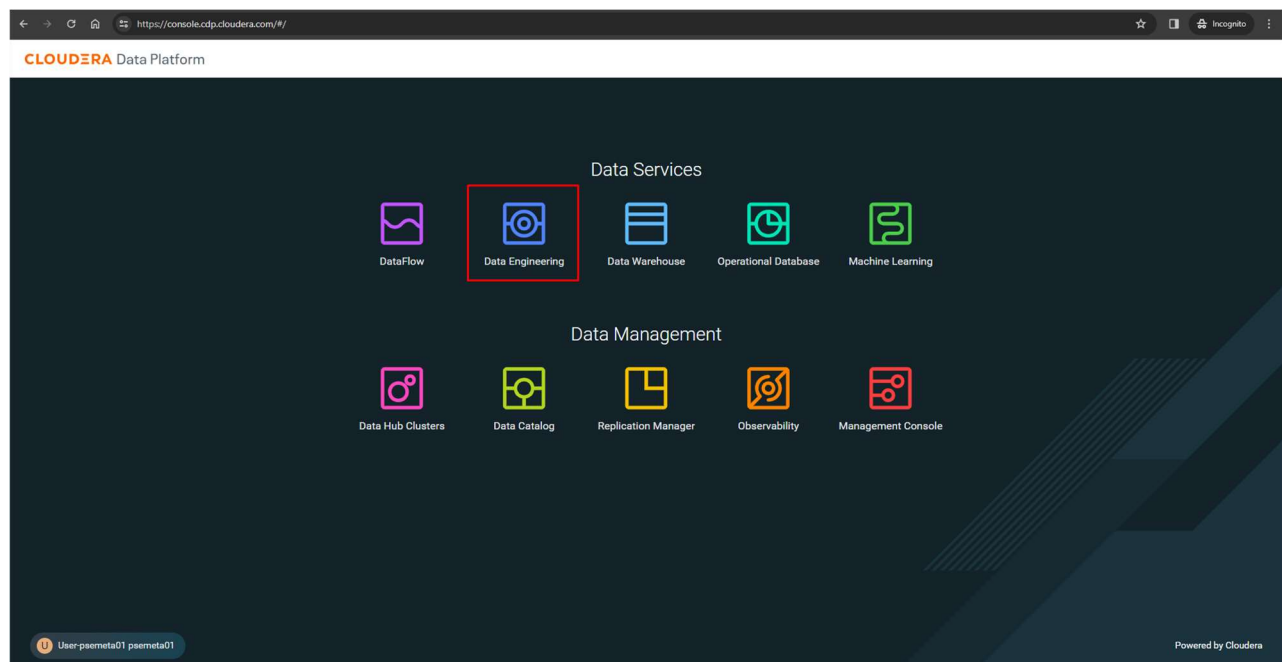 https://console.cdp.cloudera.com/#/
Incognito
CLOUDERA Data Platform
Data Services
DataFlow
Data Engineering
Data Warehouse
Operational Database
Machine Learning
Data Management
Data Hub Clusters
Data Catalog
Replication Manager
Observability
Management Console
U
User-psemeta01 psemeta01
Powered by Cloudera